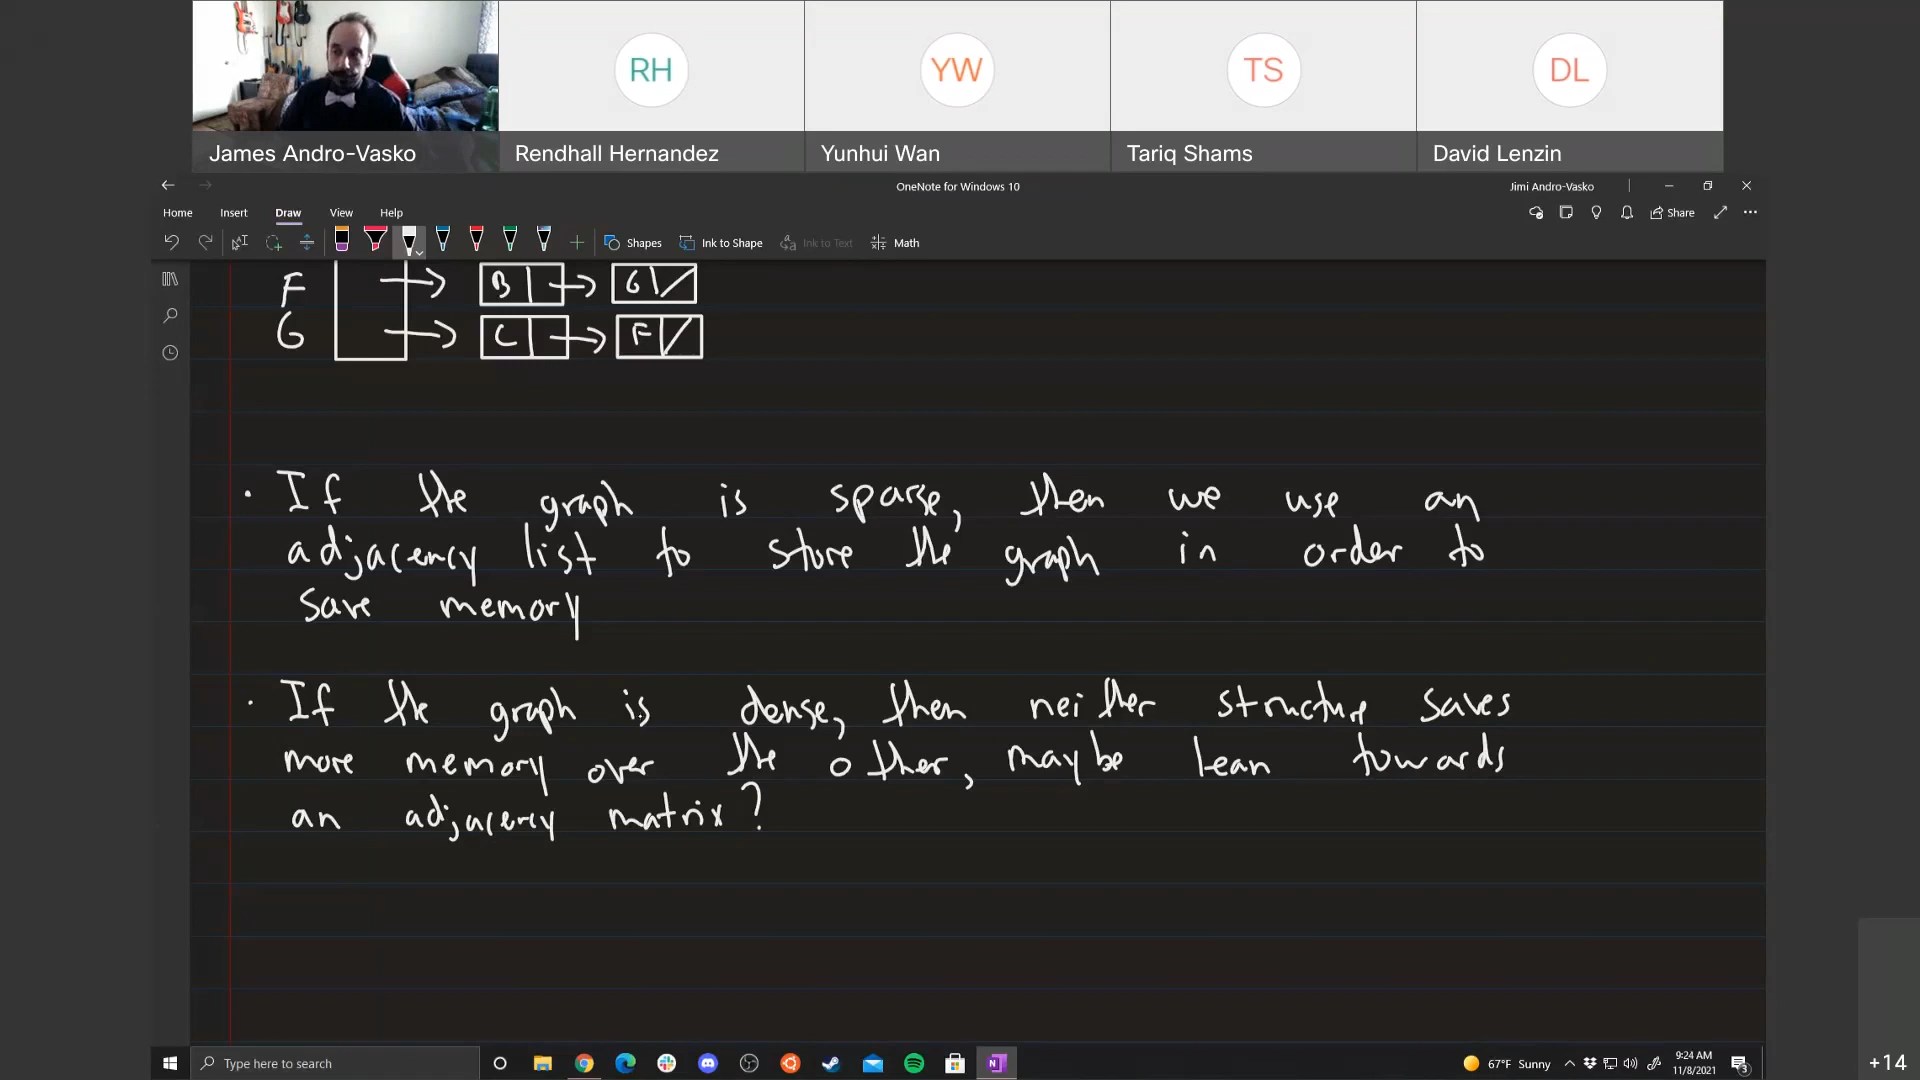 RH
YW
TS
DL
James Andro-Vasko
Rendhall Hernandez
Yunhui Wan
Tariq Shams
David Lenzin
OneNote for Windows 10
Jimi Andro-Vasko
Home Insert Draw View Help
Share
Shapes Ink to Shape Ink to Text Math
F B G
G C F
· If the graph is sparse, then we use an
adjacency list to store the graph in order to
save memory
· If the graph is dense, then neither structure saves
more memory over the other, maybe lean towards
an adjacency matrix?
Type here to search
67°F Sunny
9:24 AM
11/8/2021
3
+14